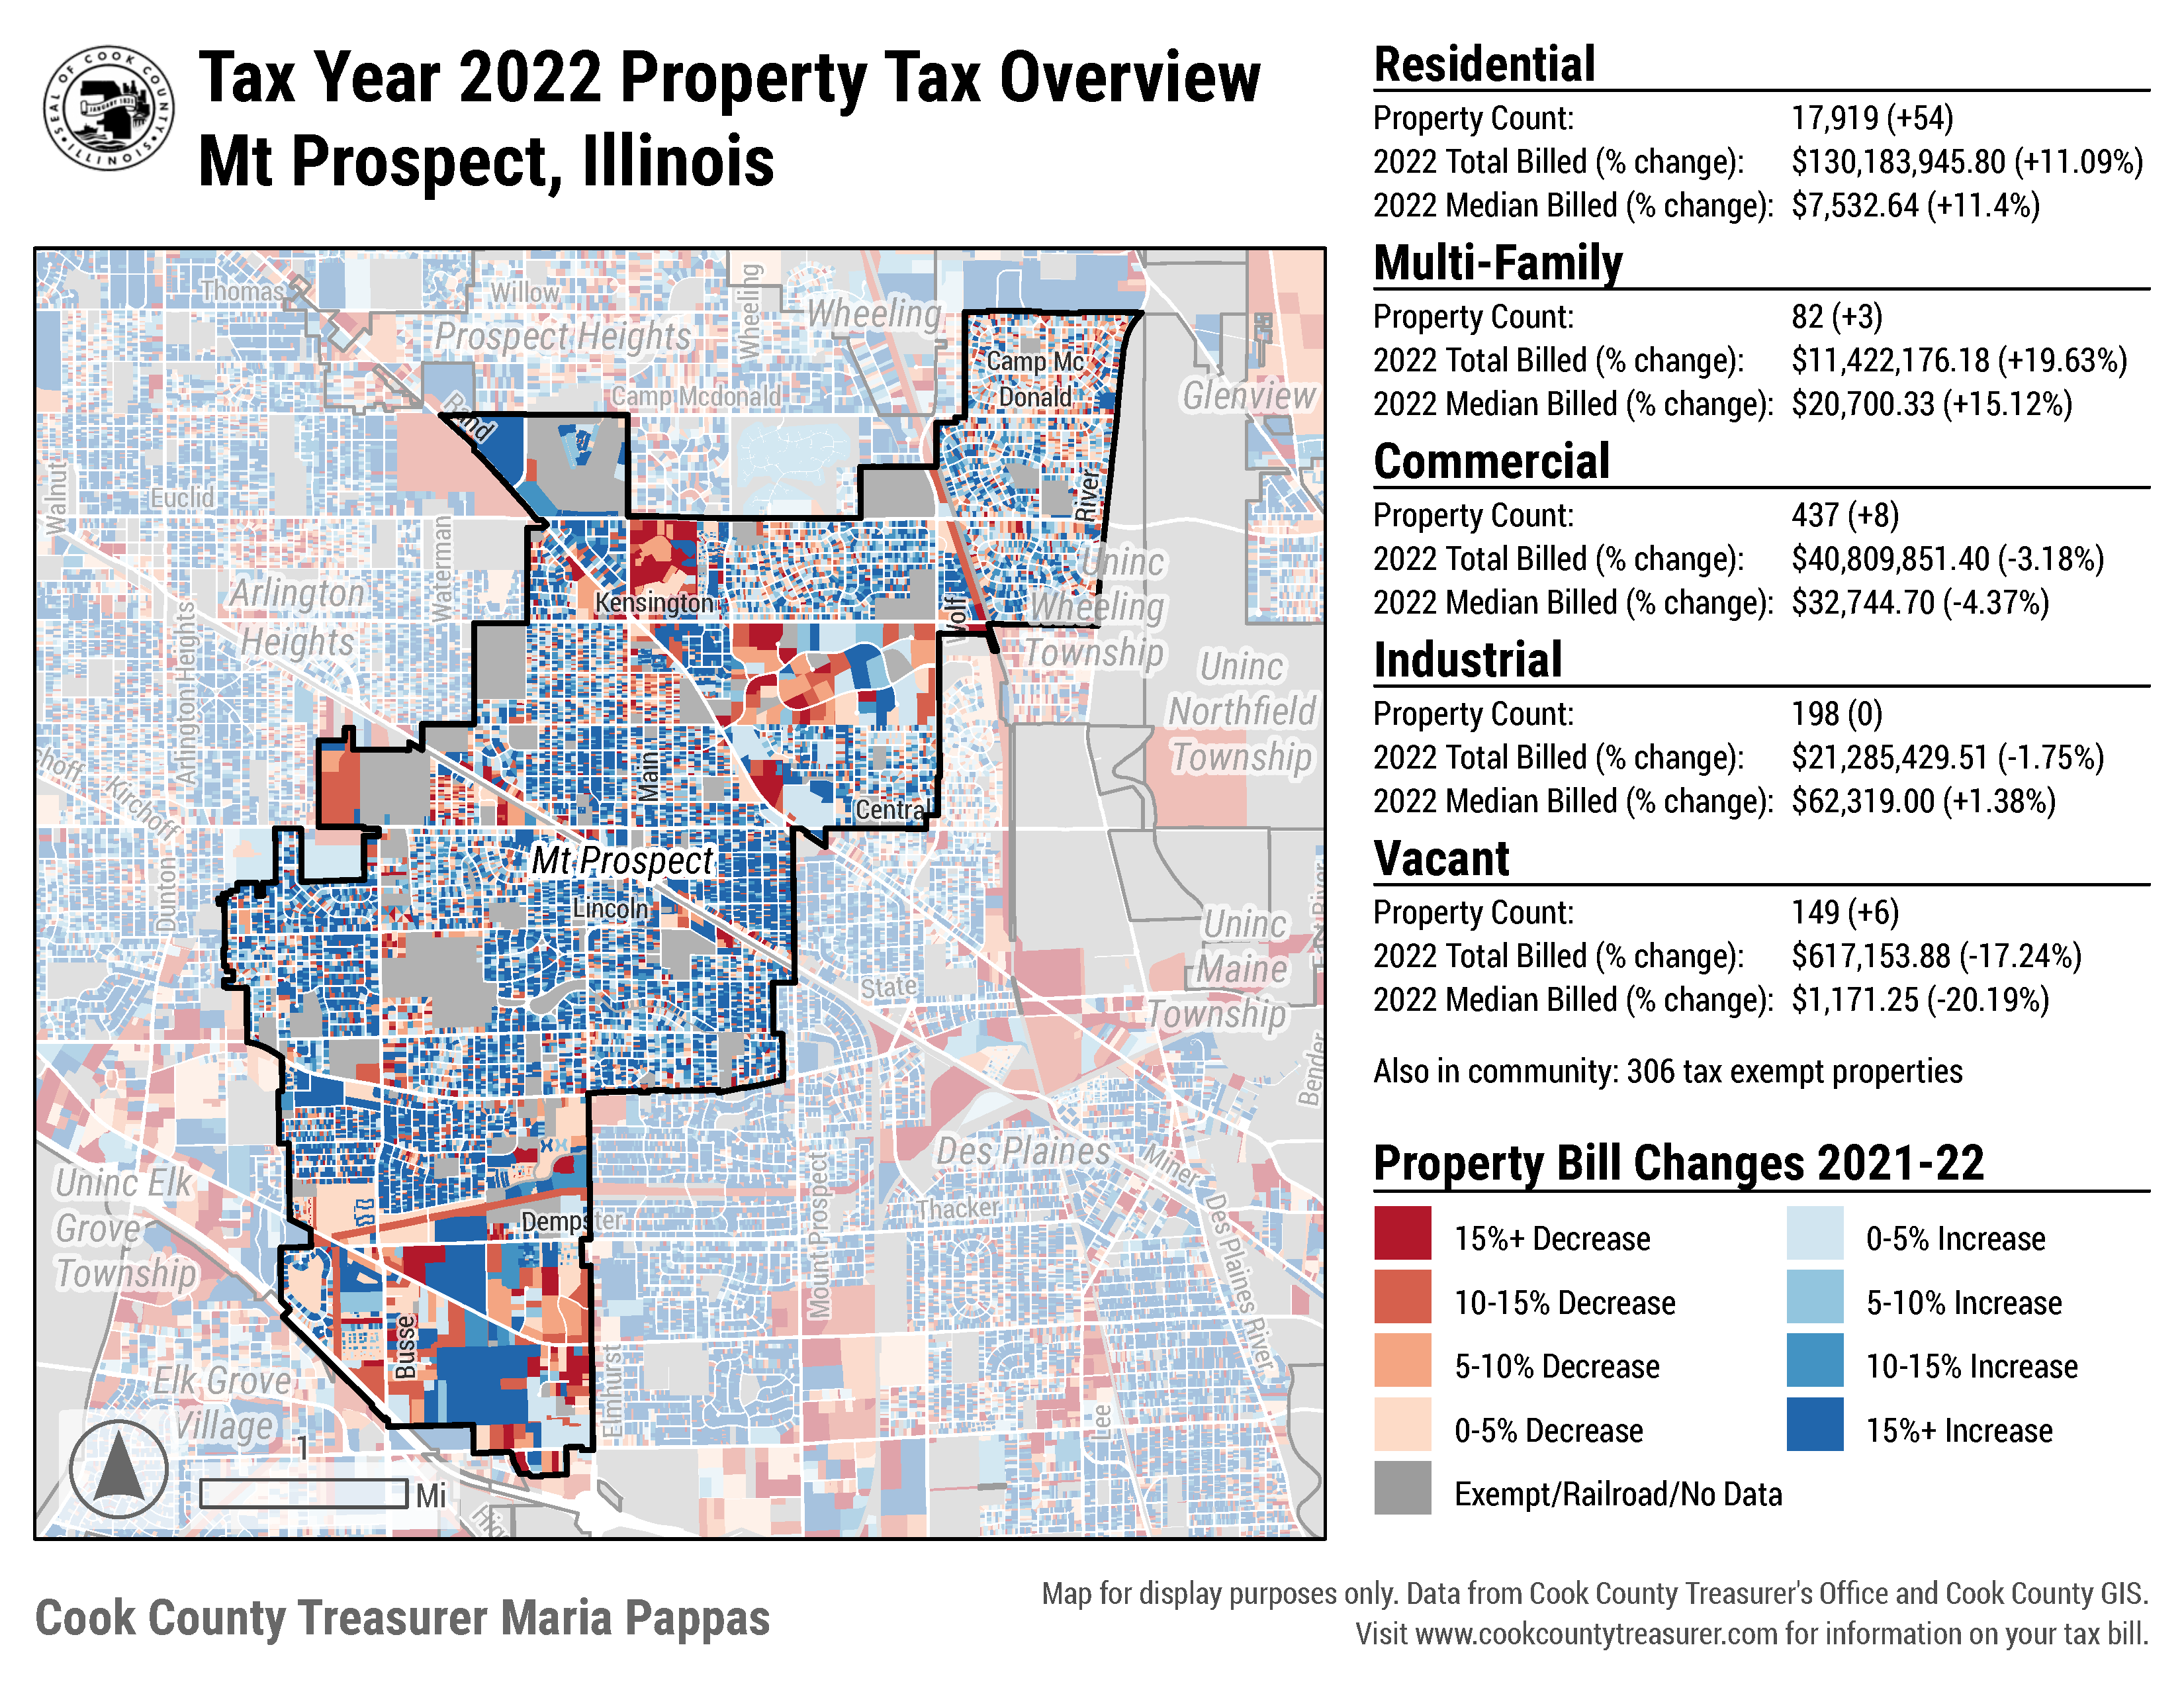 SEAL OF COOK COUNTY
ILLINOIS
JANUARY 1831
Tax Year 2022 Property Tax Overview
Mt Prospect, Illinois
Thomas
Willow
Wheeling
Prospect Heights
Wheeling
Camp Mc
Donald
Camp Mcdonald
Glenview
Rand
Walnut
Euclid
River
Waterman
Arlington
Heights
Arlington Heights
Kensington
Wolf
Uninc
Wheeling
Township
Uninc
Northfield
Township
Main
Kirchoff
Central
Mt Prospect
Dunton
Lincoln
Uninc
Maine
Township
State
East River
Bender
Uninc Elk
Grove
Township
Des Plaines
Miner
Mount Prospect
Thacker
Dempster
Des Plaines River
Busse
Elmhurst
Elk Grove
Village
Lee
1
Mi
Residential
Property Count: 17,919 (+54)
2022 Total Billed (% change): $130,183,945.80 (+11.09%)
2022 Median Billed (% change): $7,532.64 (+11.4%)
Multi-Family
Property Count: 82 (+3)
2022 Total Billed (% change): $11,422,176.18 (+19.63%)
2022 Median Billed (% change): $20,700.33 (+15.12%)
Commercial
Property Count: 437 (+8)
2022 Total Billed (% change): $40,809,851.40 (-3.18%)
2022 Median Billed (% change): $32,744.70 (-4.37%)
Industrial
Property Count: 198 (0)
2022 Total Billed (% change): $21,285,429.51 (-1.75%)
2022 Median Billed (% change): $62,319.00 (+1.38%)
Vacant
Property Count: 149 (+6)
2022 Total Billed (% change): $617,153.88 (-17.24%)
2022 Median Billed (% change): $1,171.25 (-20.19%)
Also in community: 306 tax exempt properties
Property Bill Changes 2021-22
15%+ Decrease
10-15% Decrease
5-10% Decrease
0-5% Decrease
Exempt/Railroad/No Data
0-5% Increase
5-10% Increase
10-15% Increase
15%+ Increase
Cook County Treasurer Maria Pappas
Map for display purposes only. Data from Cook County Treasurer's Office and Cook County GIS.
Visit www.cookcountytreasurer.com for information on your tax bill.